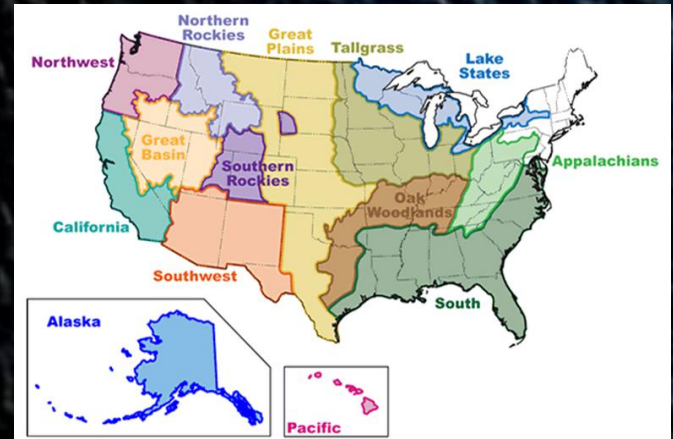 Northern
Rockies
Great
Plains
Tallgrass
Northwest
Lake
States
Great
Basin
Southern
Rockies
Appalachians
Oak
Woodlands
California
Southwest
South
Alaska
Pacific